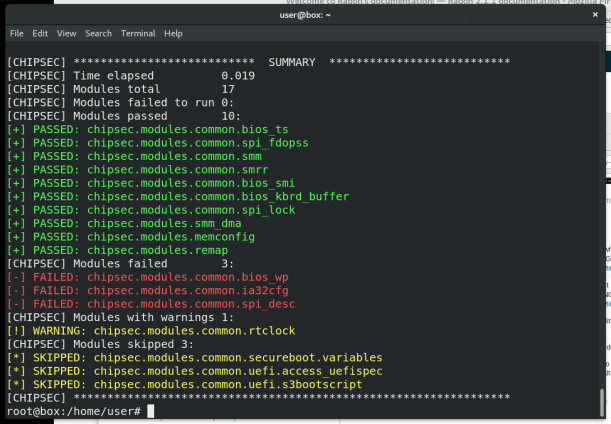 Welcome to Radon's documentation! — Radon 2.1.1 documentation - Mozilla Fir
user@box: ~
×
File Edit View Search Terminal Help
[CHIPSEC] *************************** SUMMARY ***************************
[CHIPSEC] Time elapsed 0.019
[CHIPSEC] Modules total 17
[CHIPSEC] Modules failed to run 0:
[CHIPSEC] Modules passed 10:
[+] PASSED: chipsec.modules.common.bios_ts
[+] PASSED: chipsec.modules.common.spi_fdopss
[+] PASSED: chipsec.modules.common.smm
[+] PASSED: chipsec.modules.common.smrr
[+] PASSED: chipsec.modules.common.bios_smi
[+] PASSED: chipsec.modules.common.bios_kbrd_buffer
[+] PASSED: chipsec.modules.common.spi_lock
[+] PASSED: chipsec.modules.smm_dma
[+] PASSED: chipsec.modules.memconfig
[+] PASSED: chipsec.modules.remap
[CHIPSEC] Modules failed 3:
[-] FAILED: chipsec.modules.common.bios_wp
[-] FAILED: chipsec.modules.common.ia32cfg
[-] FAILED: chipsec.modules.common.spi_desc
[CHIPSEC] Modules with warnings 1:
[!] WARNING: chipsec.modules.common.rtclock
[CHIPSEC] Modules skipped 3:
[*] SKIPPED: chipsec.modules.common.secureboot.variables
[*] SKIPPED: chipsec.modules.common.uefi.access_uefispec
[*] SKIPPED: chipsec.modules.common.uefi.s3bootscript
[CHIPSEC] *****************************************************************
root@box:/home/user#